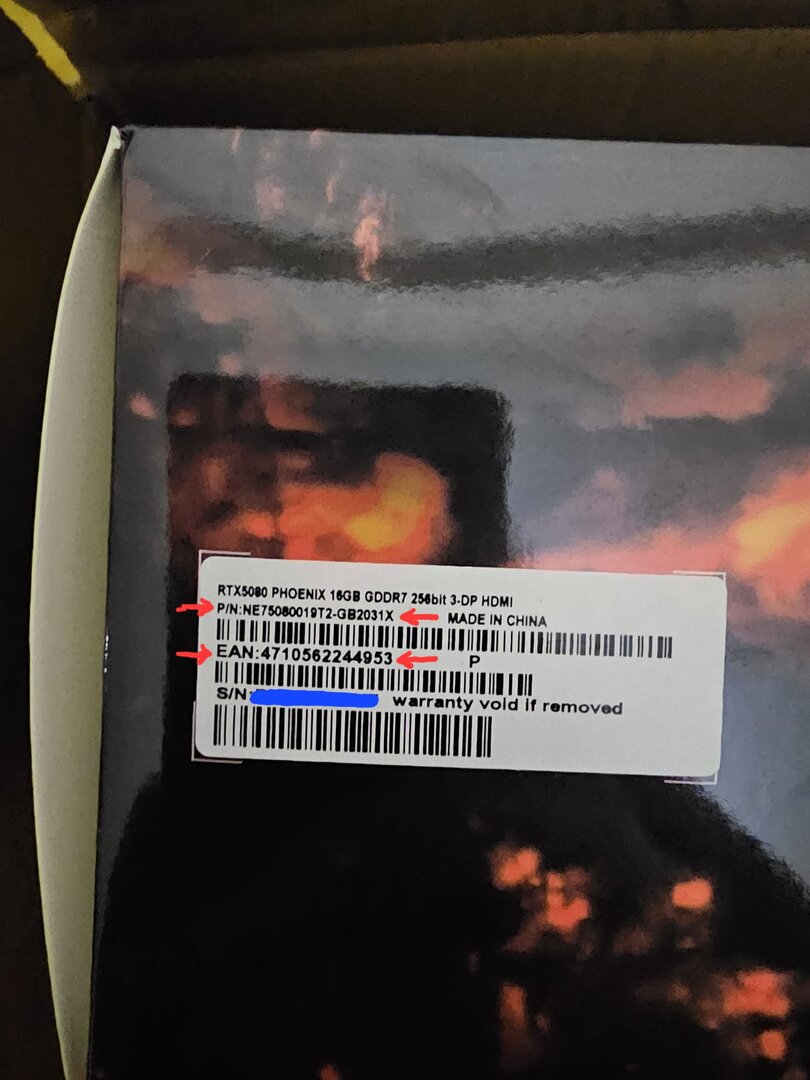 RTX5080 PHOENIX 16GB GDDR7 256bit 3-DP HDMI
P/N:NE75080019T2-GB2031X MADE IN CHINA
EAN:4710562244953 P
S/N: warranty void if removed